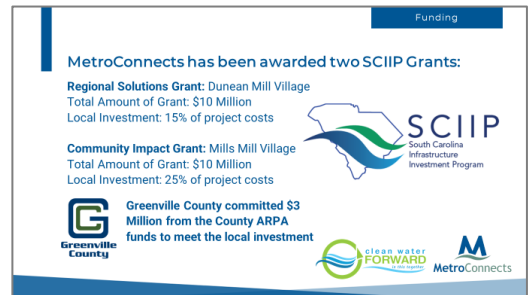 Funding
MetroConnects has been awarded two SCIIP Grants:
Regional Solutions Grant: Dunean Mill Village
Total Amount of Grant: $10 Million
Local Investment: 15% of project costs
Community Impact Grant: Mills Mill Village
Total Amount of Grant: $10 Million
Local Investment: 25% of project costs
SCIIP
South Carolina
Infrastructure
Investment Program
Greenville County committed $3
Million from the County ARPA
funds to meet the local investment
Greenville
County
clean water
FORWARD
in this together
MetroConnects